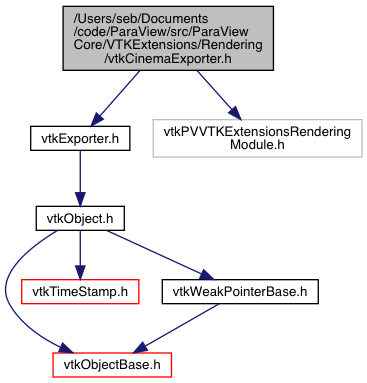 /Users/seb/Documents
/code/ParaView/src/ParaView
Core/VTKExtensions/Rendering
/vtkCinemaExporter.h
vtkExporter.h
vtkPVVTKExtensionsRendering
Module.h
vtkObject.h
vtkTimeStamp.h
vtkWeakPointerBase.h
vtkObjectBase.h